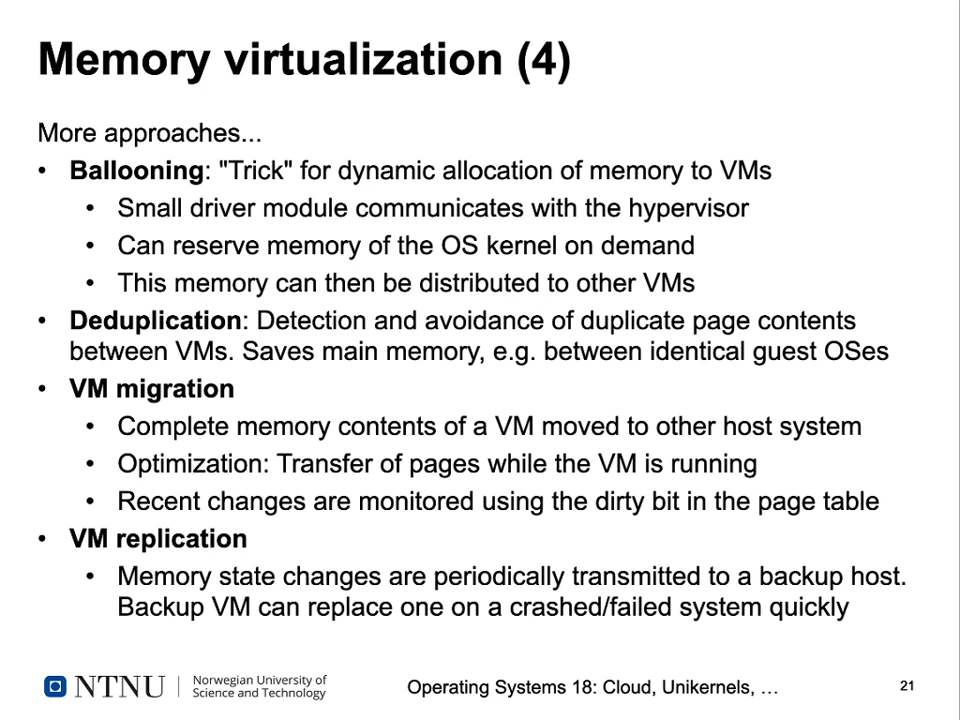 Memory virtualization (4)
More approaches...
• Ballooning: "Trick" for dynamic allocation of memory to VMs
• Small driver module communicates with the hypervisor
• Can reserve memory of the OS kernel on demand
• This memory can then be distributed to other VMs
• Deduplication: Detection and avoidance of duplicate page contents
between VMs. Saves main memory, e.g. between identical guest OSes
• VM migration
• Complete memory contents of a VM moved to other host system
• Optimization: Transfer of pages while the VM is running
• Recent changes are monitored using the dirty bit in the page table
• VM replication
• Memory state changes are periodically transmitted to a backup host.
Backup VM can replace one on a crashed/failed system quickly
NTNU
Norwegian University of
Science and Technology
Operating Systems 18: Cloud, Unikernels, …
21